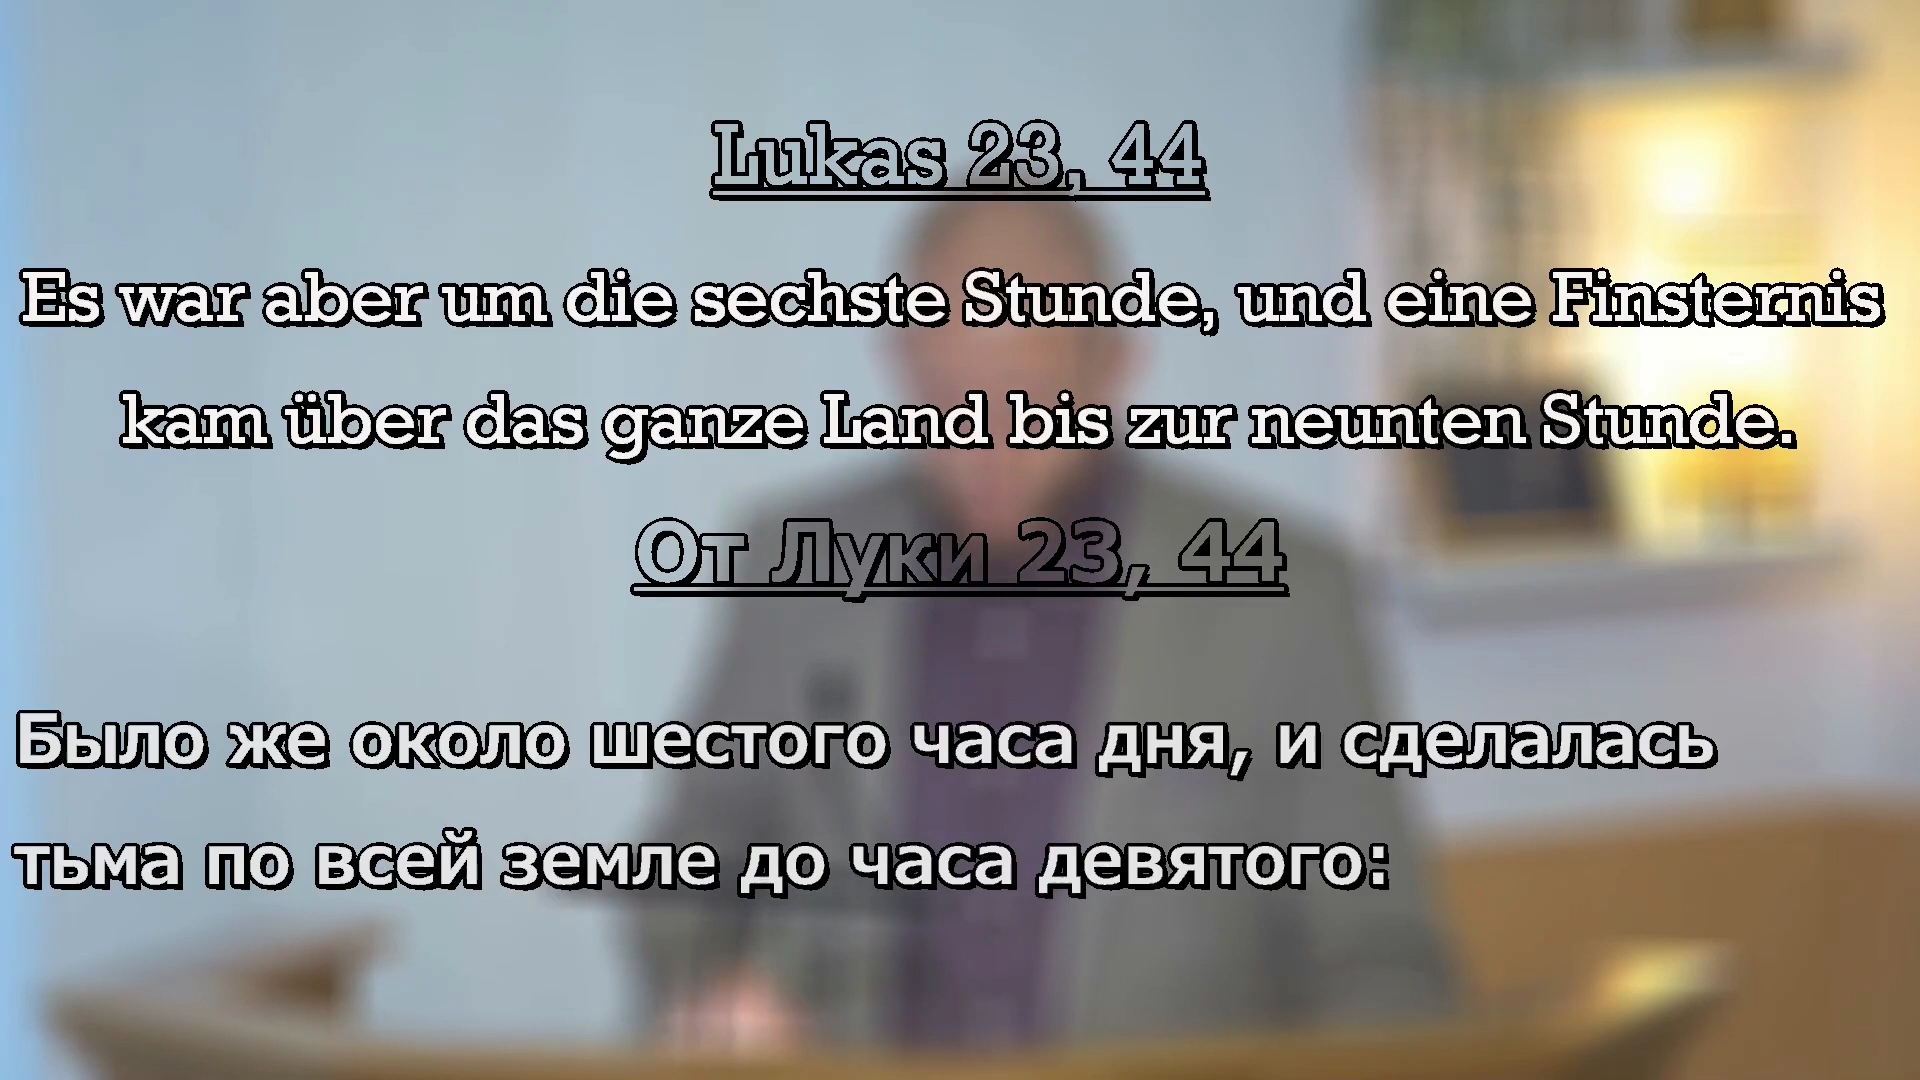 Lukas 23, 44
Es war aber um die sechste Stunde, und eine Finsternis
kam über das ganze Land bis zur neunten Stunde.
От Луки 23, 44
Было же около шестого часа дня, и сделалась
тьма по всей земле до часа девятого: